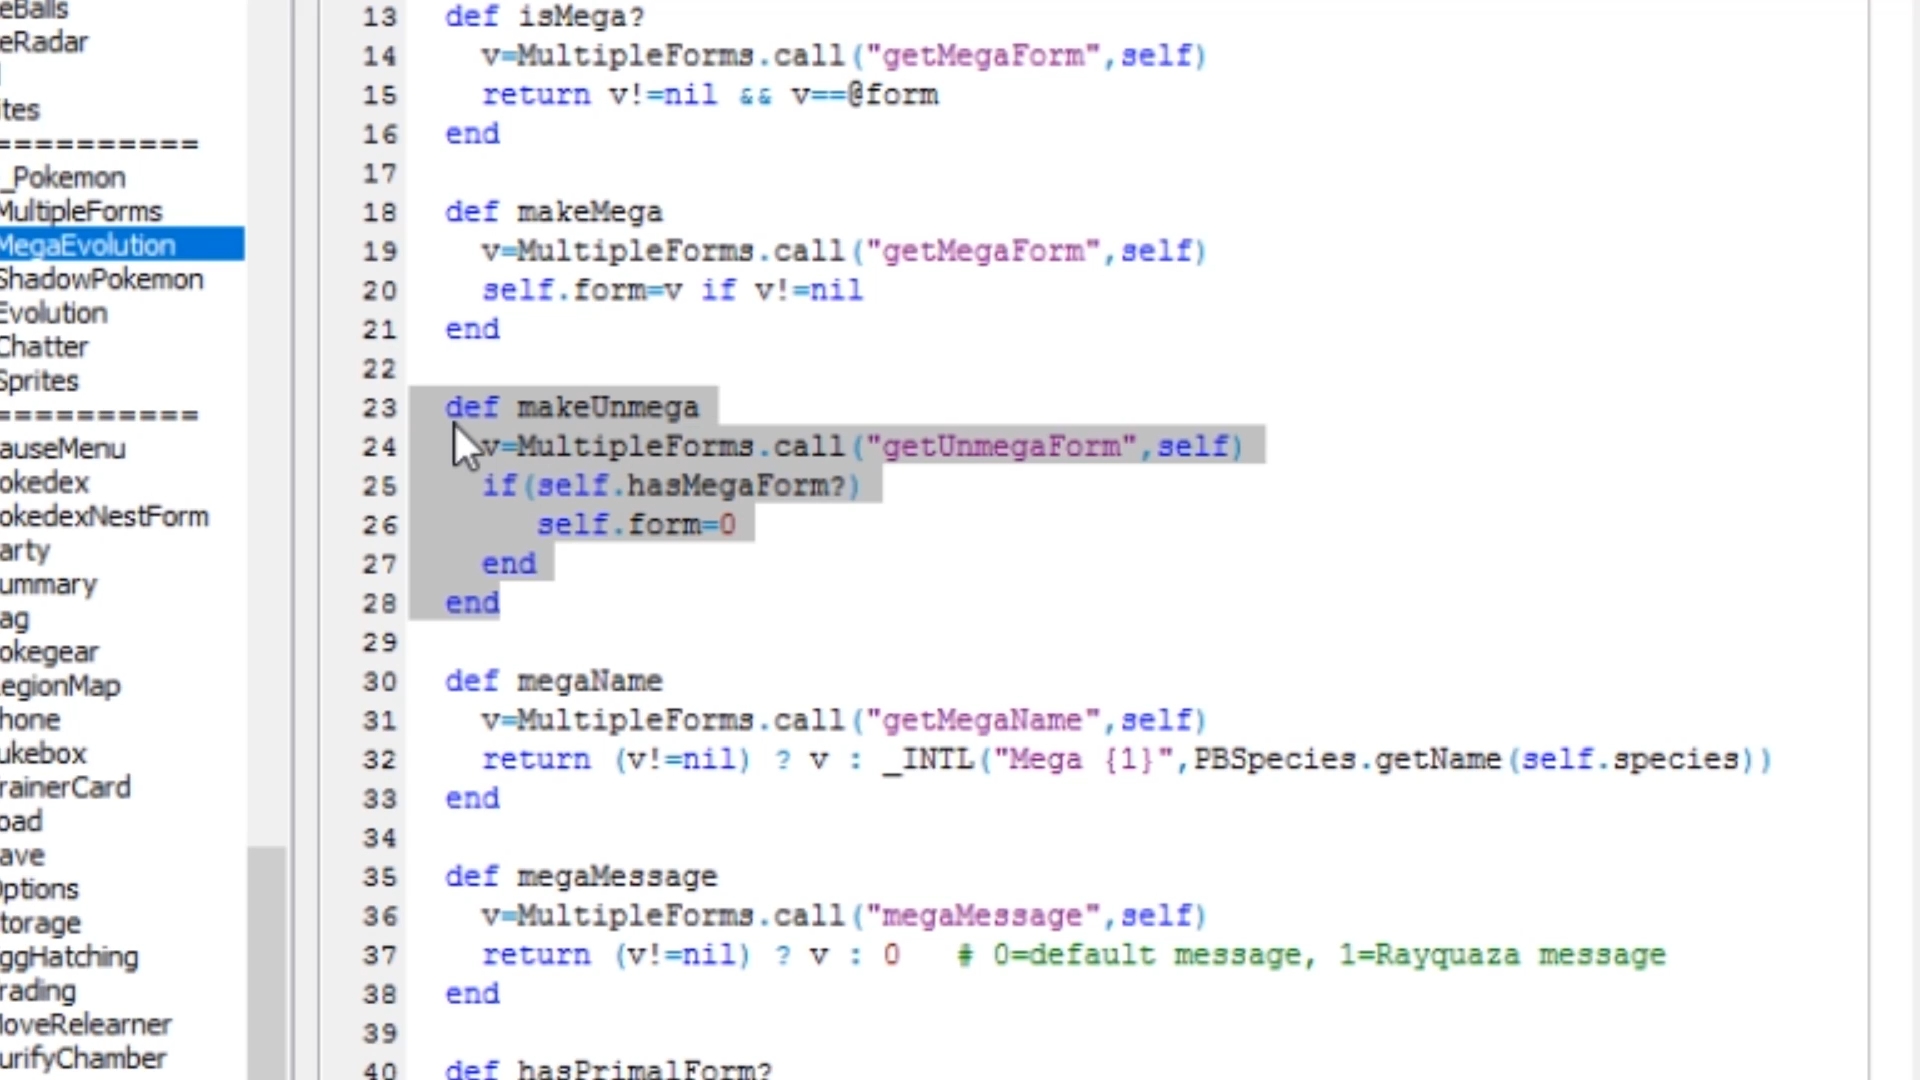 eBalls
eRadar
ites
==========
_Pokemon
MultipleForms
MegaEvolution
ShadowPokemon
Evolution
Chatter
Sprites
==========
auseMenu
okedex
okedexNestForm
arty
ummary
ag
okegear
egionMap
hone
ukebox
rainerCard
oad
ave
Options
torage
ggHatching
rading
MoveRelearner
urifyChamber
13 def isMega?
14 v=MultipleForms.call("getMegaForm",self)
15 return v!=nil && v==@form
16 end
17
18 def makeMega
19 v=MultipleForms.call("getMegaForm",self)
20 self.form=v if v!=nil
21 end
22
23 def makeUnmega
24 v=MultipleForms.call("getUnmegaForm",self)
25 if(self.hasMegaForm?)
26 self.form=0
27 end
28 end
29
30 def megaName
31 v=MultipleForms.call("getMegaName",self)
32 return (v!=nil) ? v : _INTL("Mega {1}",PBSpecies.getName(self.species))
33 end
34
35 def megaMessage
36 v=MultipleForms.call("megaMessage",self)
37 return (v!=nil) ? v : 0 # 0=default message, 1=Rayquaza message
38 end
39
40 def hasPrimalForm?